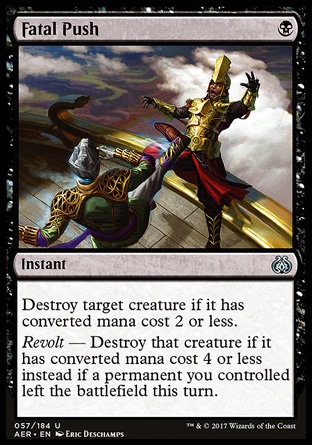 Fatal Push
Instant
Destroy target creature if it has
converted mana cost 2 or less.
Revolt — Destroy that creature if it
has converted mana cost 4 or less
instead if a permanent you controlled
left the battlefield this turn.
057/184 U
AER • EN Eric Deschamps
™ & © 2017 Wizards of the Coast